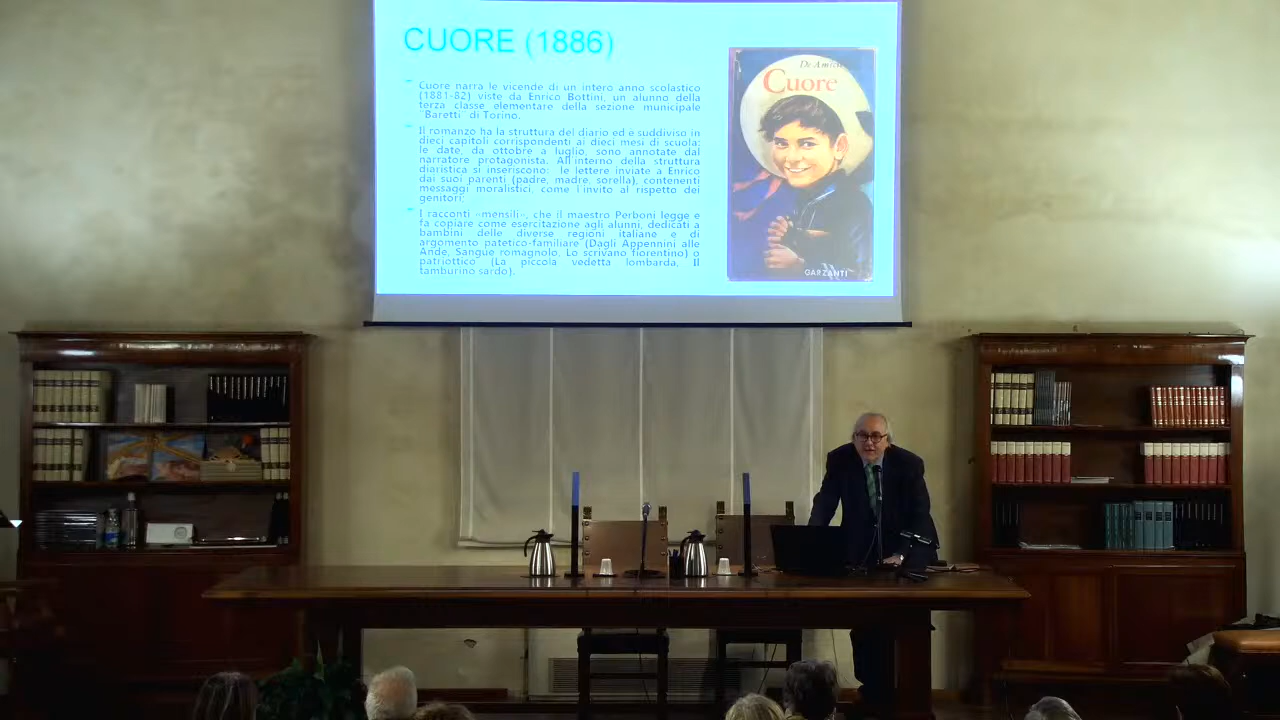 CUORE (1886)
Cuore narra le vicende di un intero anno scolastico
(1881-82) viste da Enrico Bottini, un alunno della
terza classe elementare della sezione municipale
"Baretti" di Torino.
Il romanzo ha la struttura del diario ed è suddiviso in
dieci capitoli corrispondenti ai dieci mesi di scuola:
le date, da ottobre a luglio, sono annotate dal
narratore protagonista. All'interno della struttura
diaristica si inseriscono: le lettere inviate a Enrico
dai suoi parenti (padre, madre, sorella), contenenti
messaggi moralistici, come l'invito al rispetto dei
genitori;
I racconti «mensili», che il maestro Perboni legge e
fa copiare come esercitazione agli alunni, dedicati a
bambini delle diverse regioni italiane e di
argomento patetico-familiare (Dagli Appennini alle
Ande, Sangue romagnolo, Lo scrivano fiorentino) o
patriottico (La piccola vedetta lombarda, Il
tamburino sardo).
De Amicis
Cuore
GARZANTI